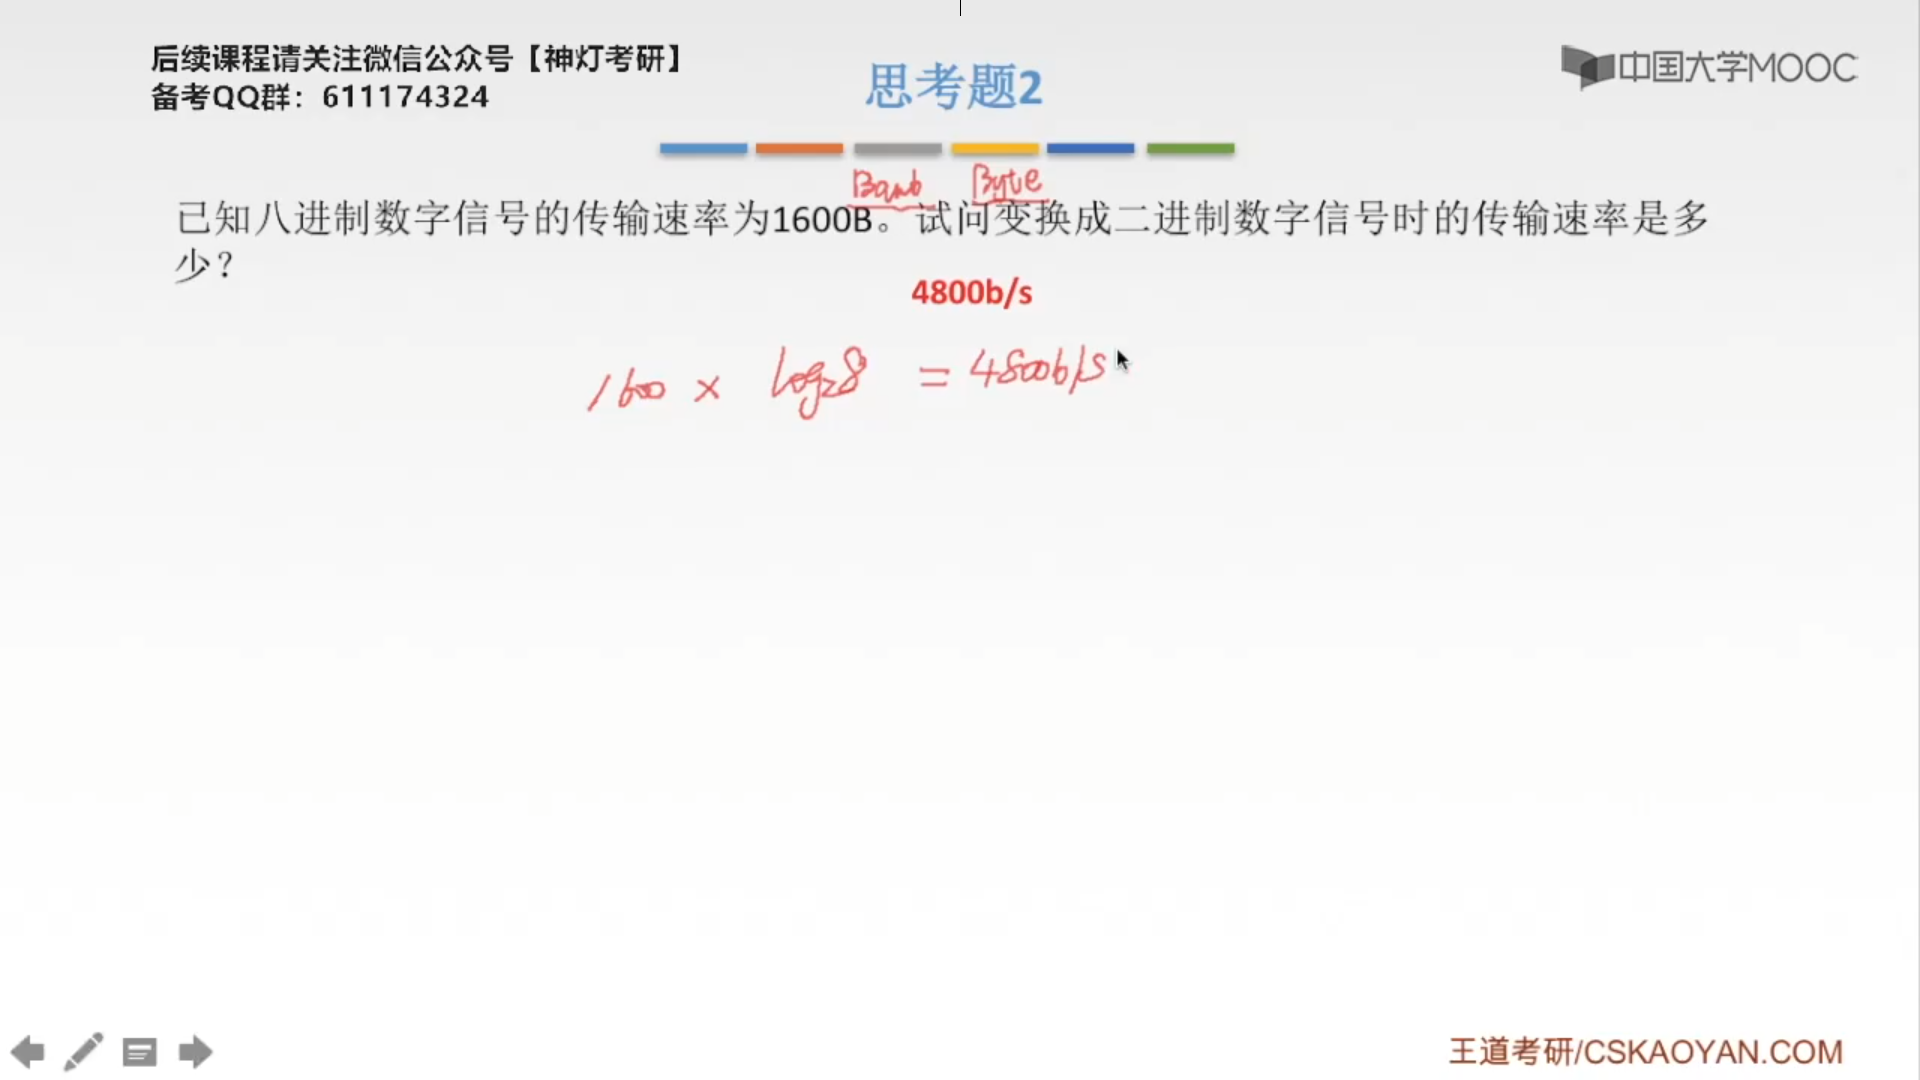 后续课程请关注微信公众号【神灯考研】
备考QQ群：611174324
思考题2
中国大学MOOC
Baud Byte
已知八进制数字信号的传输速率为1600B。试问变换成二进制数字信号时的传输速率是多
少？
4800b/s
1600 × log₂8 = 4800b/s
王道考研/CSKAOYAN.COM